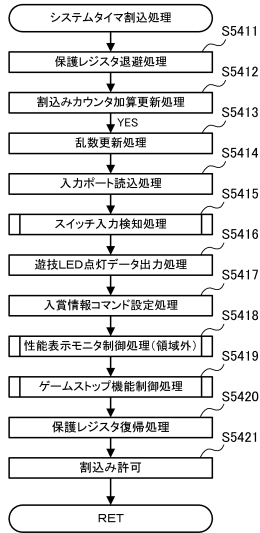 システムタイマ割込処理
S5411
保護レジスタ退避処理
S5412
割込みカウンタ加算更新処理
YES
S5413
乱数更新処理
S5414
入力ポート読込処理
S5415
スイッチ入力検知処理
S5416
遊技LED点灯データ出力処理
S5417
入賞情報コマンド設定処理
S5418
性能表示モニタ制御処理(領域外)
S5419
ゲームストップ機能制御処理
S5420
保護レジスタ復帰処理
S5421
割込み許可
RET